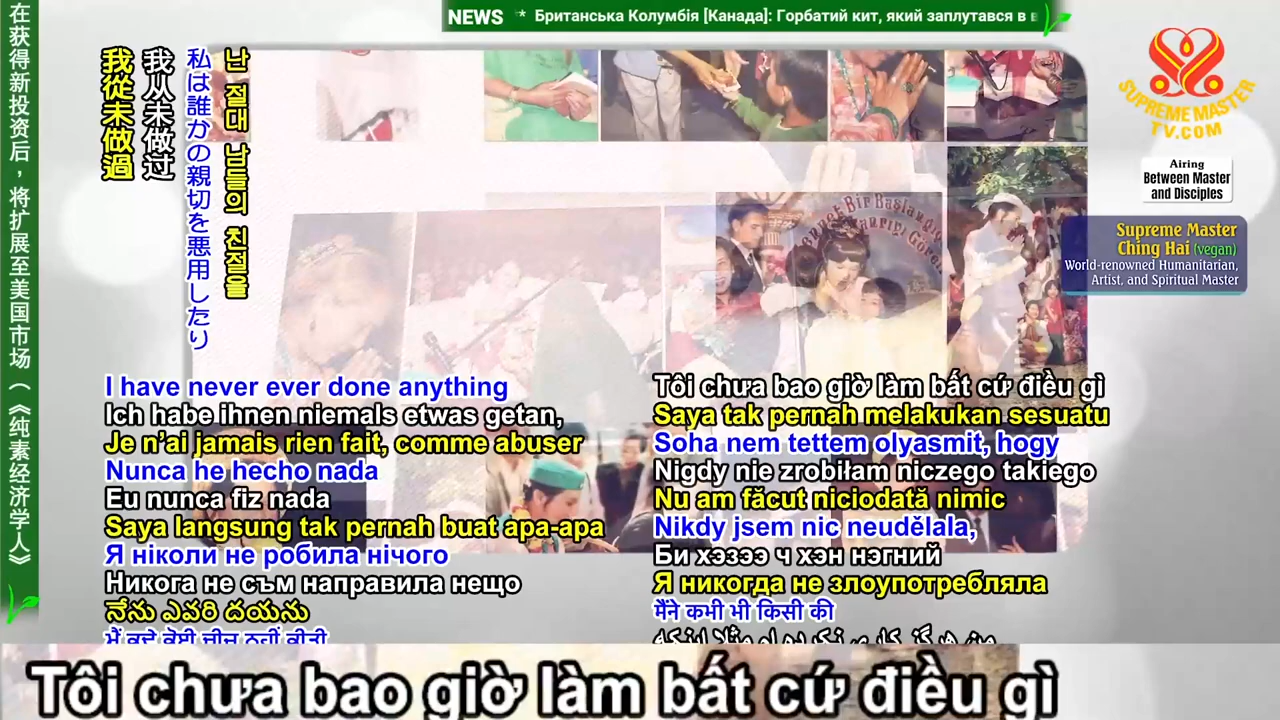 NEWS * Британська Колумбія [Канада]: Горбатий кит, який заплутався в в
在获得新投资后，将扩展至美国市场（《纯素经济学人》
SUPREME MASTER
TV.COM
Airing
Between Master
and Disciples
Supreme Master
Ching Hai (vegan)
World-renowned Humanitarian,
Artist, and Spiritual Master
난 절대 남들의 친절을
私は誰かの親切を悪用したり
我从未做过
我從未做過
I have never ever done anything
Ich habe ihnen niemals etwas getan,
Je n’ai jamais rien fait, comme abuser
Nunca he hecho nada
Eu nunca fiz nada
Saya langsung tak pernah buat apa-apa
Я ніколи не робила нічого
Никога не съм направила нещо
నేను ఎవరి దయను
ਮੈਂ ਕਦੇ ਕੋਈ ਚੀਜ਼ ਨਹੀਂ ਕੀਤੀ
Tôi chưa bao giờ làm bất cứ điều gì
Saya tak pernah melakukan sesuatu
Soha nem tettem olyasmit, hogy
Nigdy nie zrobiłam niczego takiego
Nu am făcut niciodată nimic
Nikdy jsem nic neudělala,
Би хэзээ ч хэн нэгний
Я никогда не злоупотребляла
मैंने कभी भी किसी की
Tôi chưa bao giờ làm bất cứ điều gì